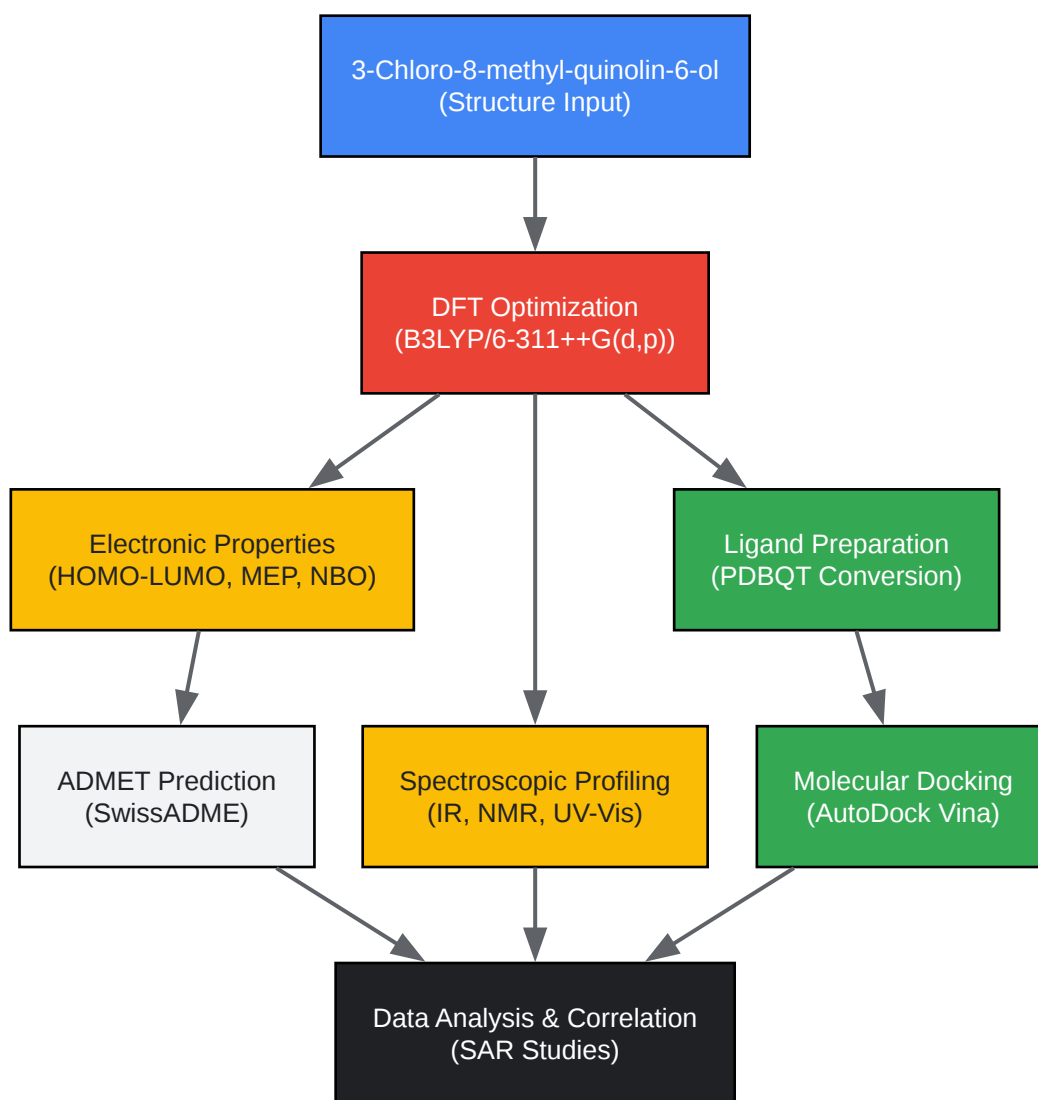 3-Chloro-8-methyl-quinolin-6-ol
(Structure Input)
DFT Optimization
(B3LYP/6-311++G(d,p))
Electronic Properties
(HOMO-LUMO, MEP, NBO)
Ligand Preparation
(PDBQT Conversion)
ADMET Prediction
(SwissADME)
Spectroscopic Profiling
(IR, NMR, UV-Vis)
Molecular Docking
(AutoDock Vina)
Data Analysis & Correlation
(SAR Studies)